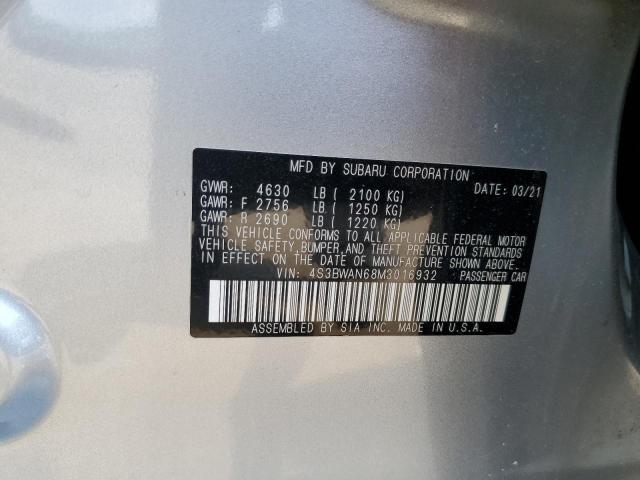 MFD BY SUBARU CORPORATION
GVWR: 4630 LB ( 2100 KG) DATE: 03/21
GAWR: F 2756 LB ( 1250 KG)
GAWR: R 2690 LB ( 1220 KG)
THIS VEHICLE CONFORMS TO ALL APPLICABLE FEDERAL MOTOR
VEHICLE SAFETY, BUMPER, AND THEFT PREVENTION STANDARDS
IN EFFECT ON THE DATE OF MANUFACTURE SHOWN ABOVE.
VIN: 4S3BWAN68M3016932 PASSENGER CAR
ASSEMBLED BY SIA INC. MADE IN U.S.A.